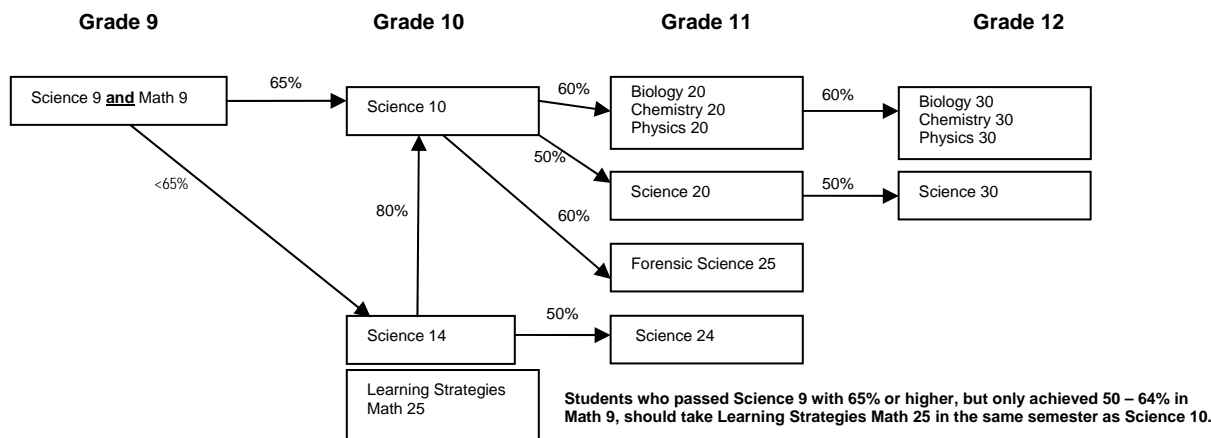 Grade 9
Grade 10
Grade 11
Grade 12
Science 9 and Math 9
65%
Science 10
60%
Biology 20
Chemistry 20
Physics 20
60%
Biology 30
Chemistry 30
Physics 30
<65%
80%
50%
Science 20
50%
Science 30
60%
Forensic Science 25
Science 14
50%
Science 24
Learning Strategies
Math 25
Students who passed Science 9 with 65% or higher, but only achieved 50 – 64% in
Math 9, should take Learning Strategies Math 25 in the same semester as Science 10.